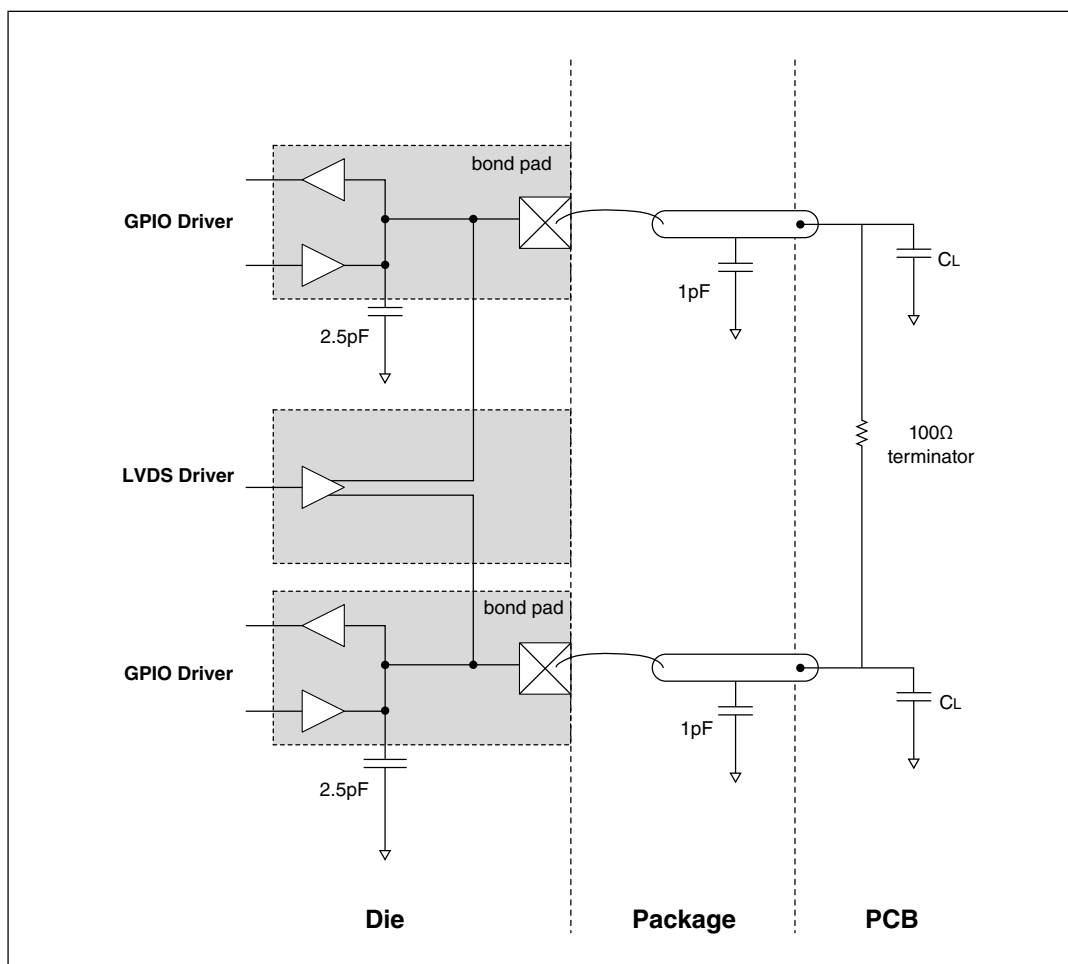 bond pad
GPIO Driver
CL
1pF
2.5pF
100Ω
terminator
LVDS Driver
bond pad
GPIO Driver
CL
1pF
2.5pF
Die
Package
PCB